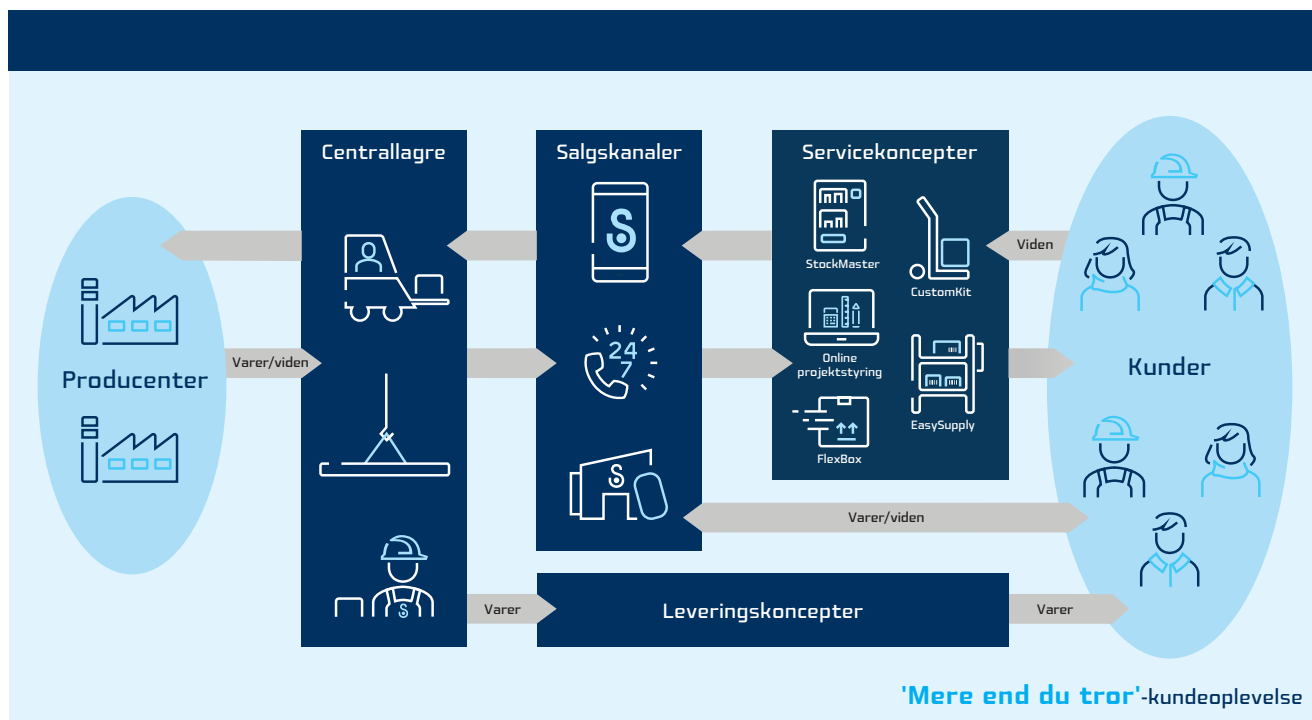 Centrallagre
Salgskanaler
Servicekoncepter
StockMaster
CustomKit
Online
projektstyring
EasySupply
FlexBox
Viden
Varer/viden
Producenter
Kunder
24
7
S
S
S
Varer/viden
Varer
Leveringskoncepter
Varer
'Mere end du tror'-kundeoplevelse